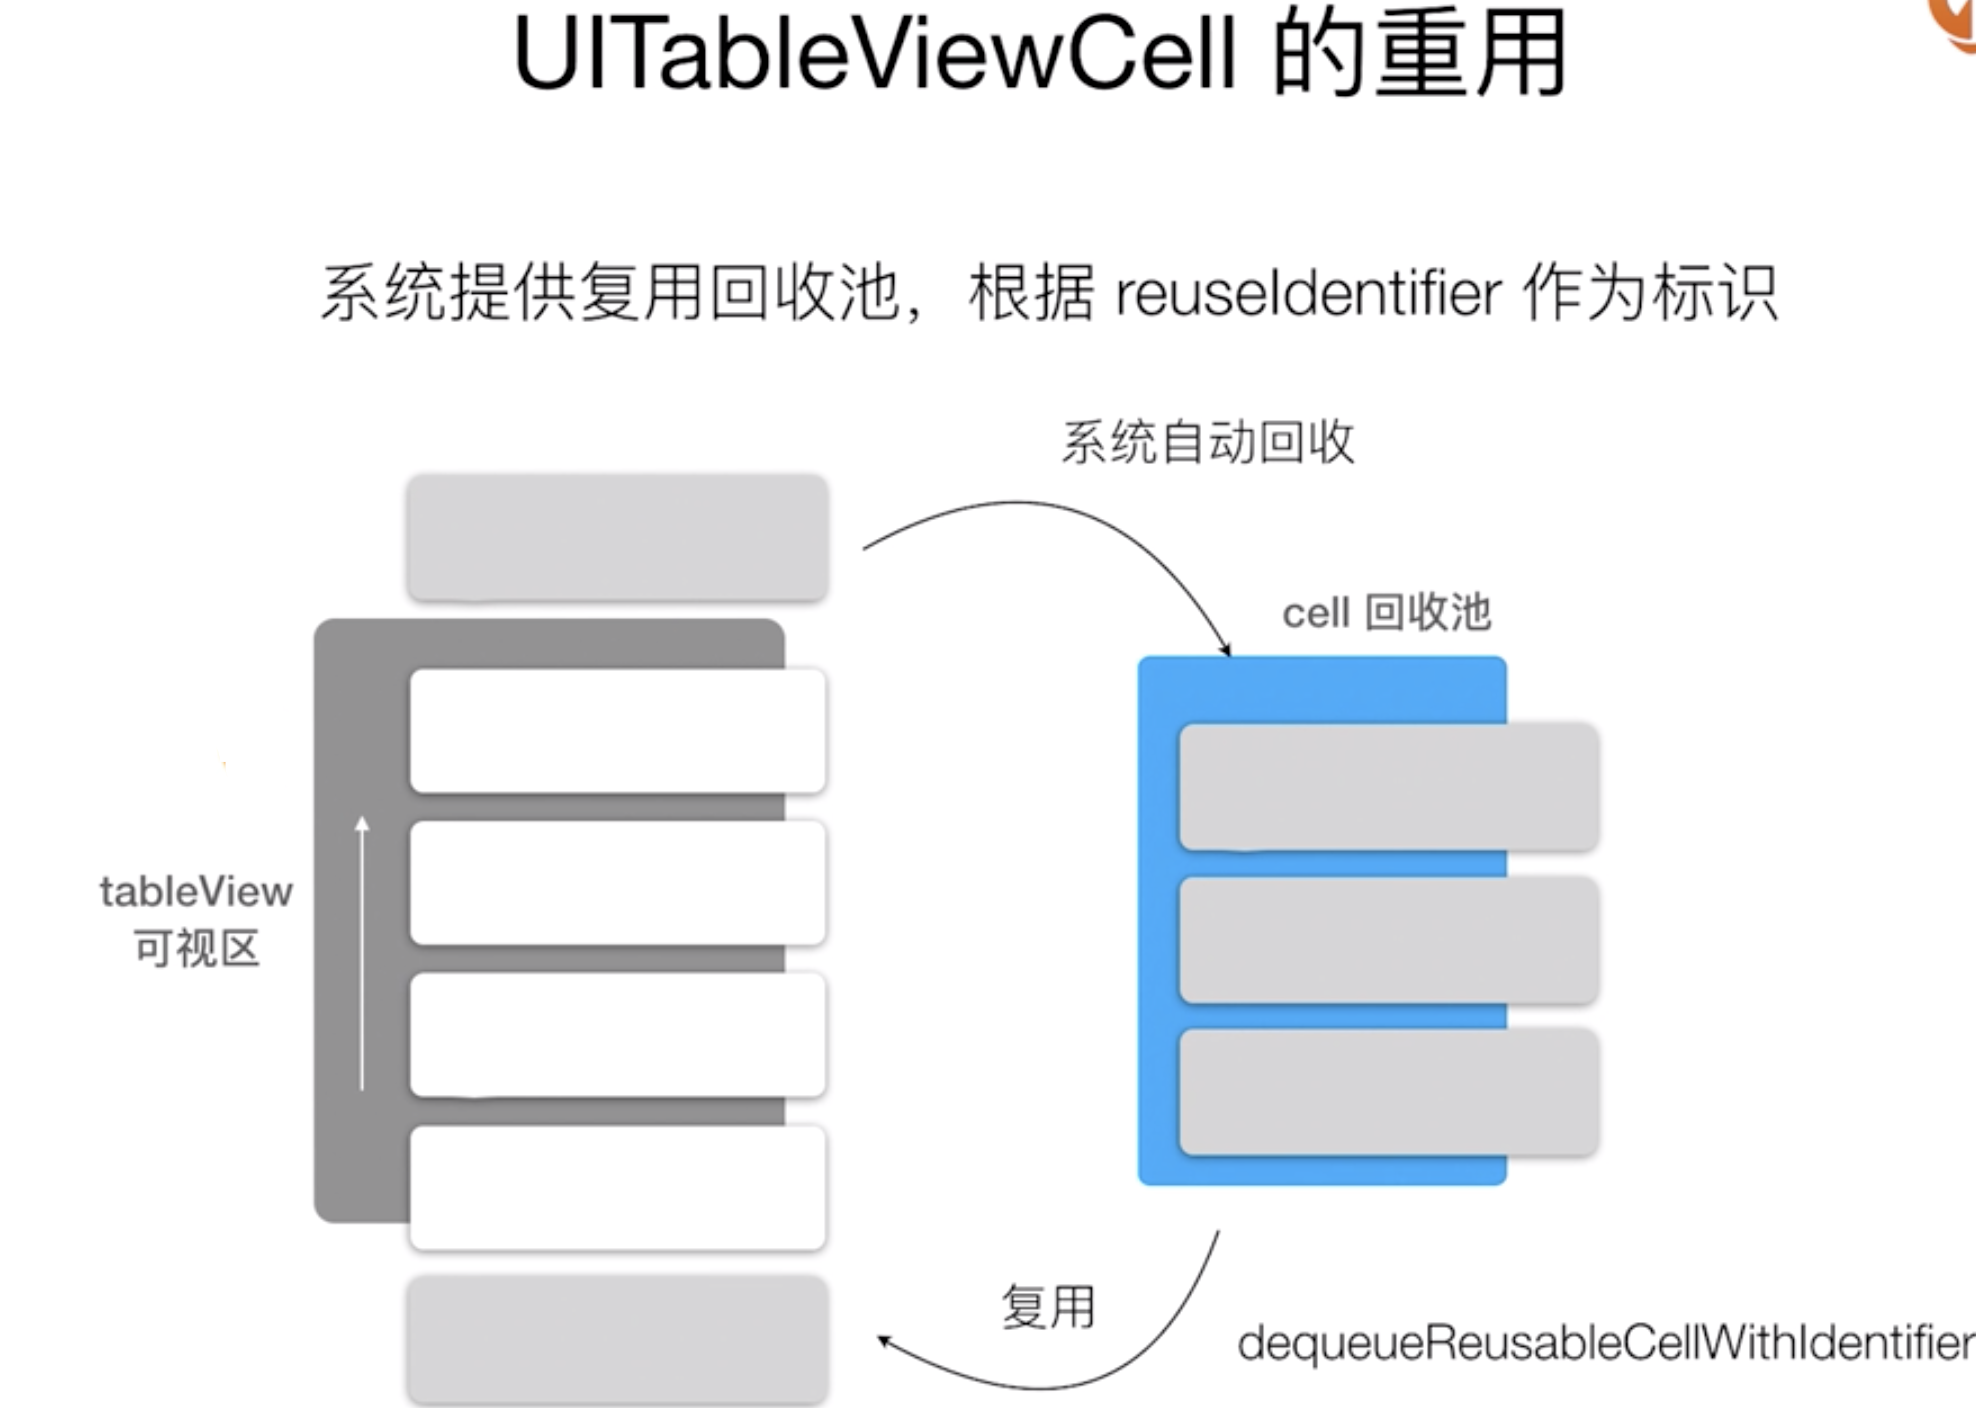 UITableViewCell 的重用
系统提供复用回收池，根据 reuseIdentifier 作为标识
系统自动回收
cell 回收池
tableView
可视区
复用
dequeueReusableCellWithIdentifier